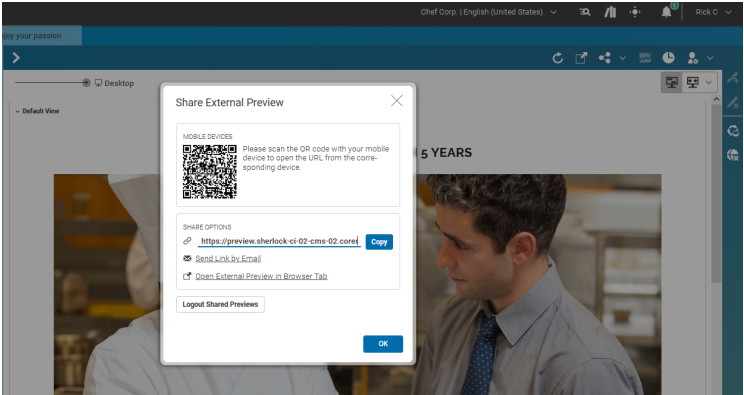 Chef Corp. | English (United States)
1
Rick C
joy your passion
Desktop
Default View
Share External Preview
MOBILE DEVICES
Please scan the QR code with your mobile
device to open the URL from the corre-
sponding device.
5 YEARS
SHARE OPTIONS
https://preview.sherlock-ci-02-cms-02.corem
Copy
Send Link by Email
Open External Preview in Browser Tab
Logout Shared Previews
OK